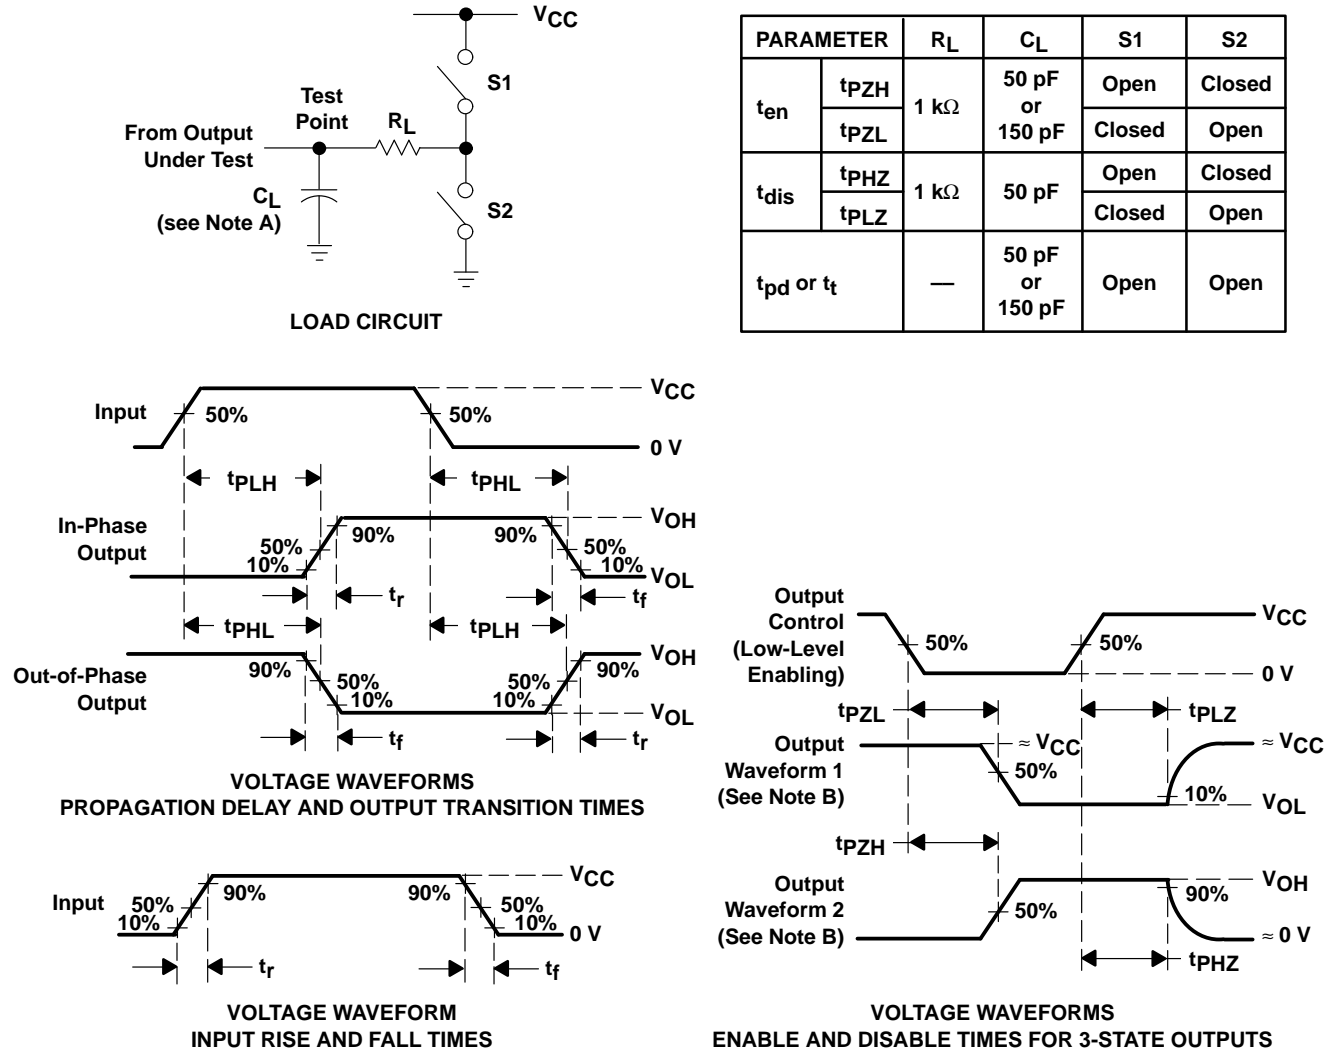 VCC
S1
Test
Point
RL
From Output
Under Test
CL
(see Note A)
S2
LOAD CIRCUIT
PARAMETER RL CL S1 S2
ten tPZH 1 kΩ 50 pF or 150 pF Open Closed
tPZL Closed Open
tdis tPHZ 1 kΩ 50 pF Open Closed
tPLZ Closed Open
tpd or tt — 50 pF or 150 pF Open Open
Input 50% 50% VCC
0 V
tPLH tPHL
In-Phase
Output
50%
10%
90% 90%
50%
10%
VOH
VOL
tr tf
tPHL tPLH
Out-of-Phase
Output
90%
50%
10%
50%
10%
90%
VOH
VOL
tf tr
VOLTAGE WAVEFORMS
PROPAGATION DELAY AND OUTPUT TRANSITION TIMES
Input
50%
10%
90% 90%
50%
10%
VCC
0 V
tr tf
VOLTAGE WAVEFORM
INPUT RISE AND FALL TIMES
Output
Control
(Low-Level
Enabling)
50% 50%
VCC
0 V
tPZL tPLZ
Output
Waveform 1
(See Note B)
≈ VCC
50%
≈ VCC
10%
VOL
tPZH
Output
Waveform 2
(See Note B)
50%
VOH
90%
≈ 0 V
tPHZ
VOLTAGE WAVEFORMS
ENABLE AND DISABLE TIMES FOR 3-STATE OUTPUTS